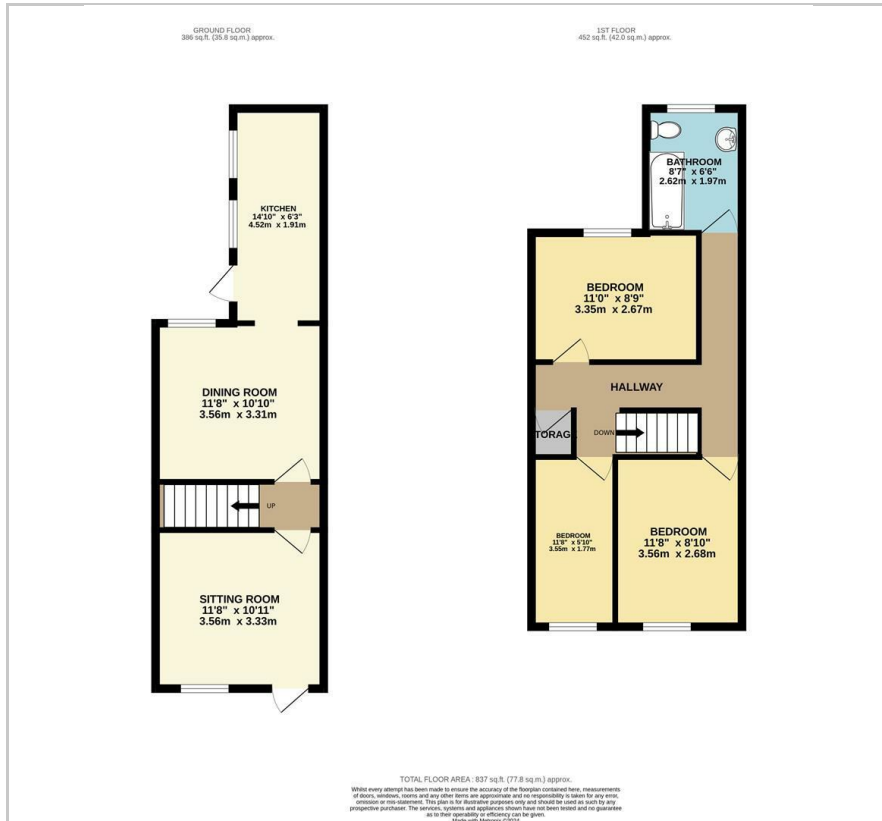 GROUND FLOOR
386 sq.ft. (35.8 sq.m.) approx.
1ST FLOOR
452 sq.ft. (42.0 sq.m.) approx.
KITCHEN
14'10" x 6'3"
4.52m x 1.91m
DINING ROOM
11'8" x 10'10"
3.56m x 3.31m
UP
SITTING ROOM
11'8" x 10'11"
3.56m x 3.33m
BATHROOM
8'7" x 6'6"
2.62m x 1.97m
BEDROOM
11'0" x 8'9"
3.35m x 2.67m
HALLWAY
TORAGE
DOWN
BEDROOM
11'8" x 5'10"
3.55m x 1.77m
BEDROOM
11'8" x 8'10"
3.56m x 2.68m
TOTAL FLOOR AREA : 837 sq.ft. (77.8 sq.m.) approx.
Whilst every attempt has been made to ensure the accuracy of the floorplan contained here, measurements
of doors, windows, rooms and any other items are approximate and no responsibility is taken for any error,
omission or mis-statement. This plan is for illustrative purposes only and should be used as such by any
prospective purchaser. The services, systems and appliances shown have not been tested and no guarantee
as to their operability or efficiency can be given.
Made with Metropix ©2024